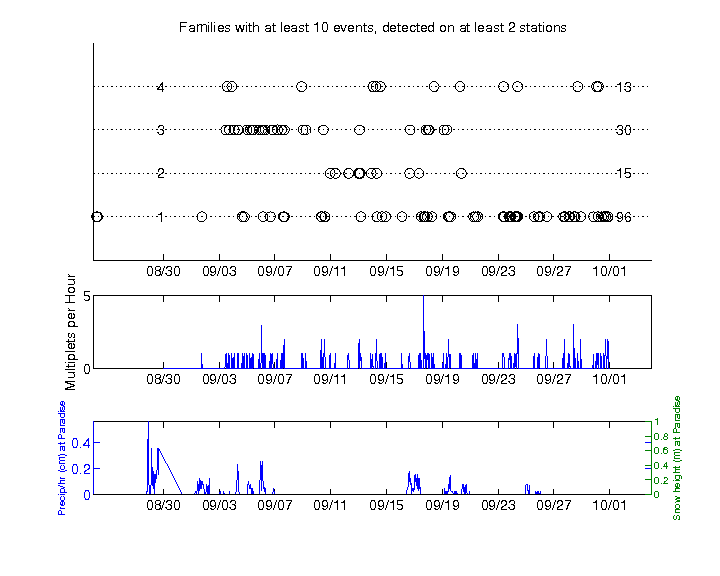 Families with at least 10 events, detected on at least 2 stations
4 13
3 30
2 15
1 96
08/30 09/03 09/07 09/11 09/15 09/19 09/23 09/27 10/01
Multiplets per Hour
5
0
08/30 09/03 09/07 09/11 09/15 09/19 09/23 09/27 10/01
Precip/hr (cm) at Paradise
0.4
0.2
0
08/30 09/03 09/07 09/11 09/15 09/19 09/23 09/27 10/01
1
0.8
0.6
0.4
0.2
0
Snow height (m) at Paradise